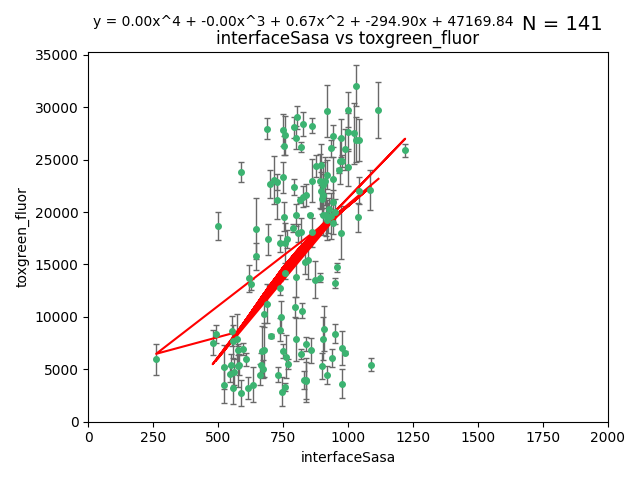 y = 0.00x^4 + -0.00x^3 + 0.67x^2 + -294.90x + 47169.84 N = 141
interfaceSasa vs toxgreen_fluor
35000
30000
25000
20000
15000
10000
5000
0
toxgreen_fluor
0 250 500 750 1000 1250 1500 1750 2000
interfaceSasa